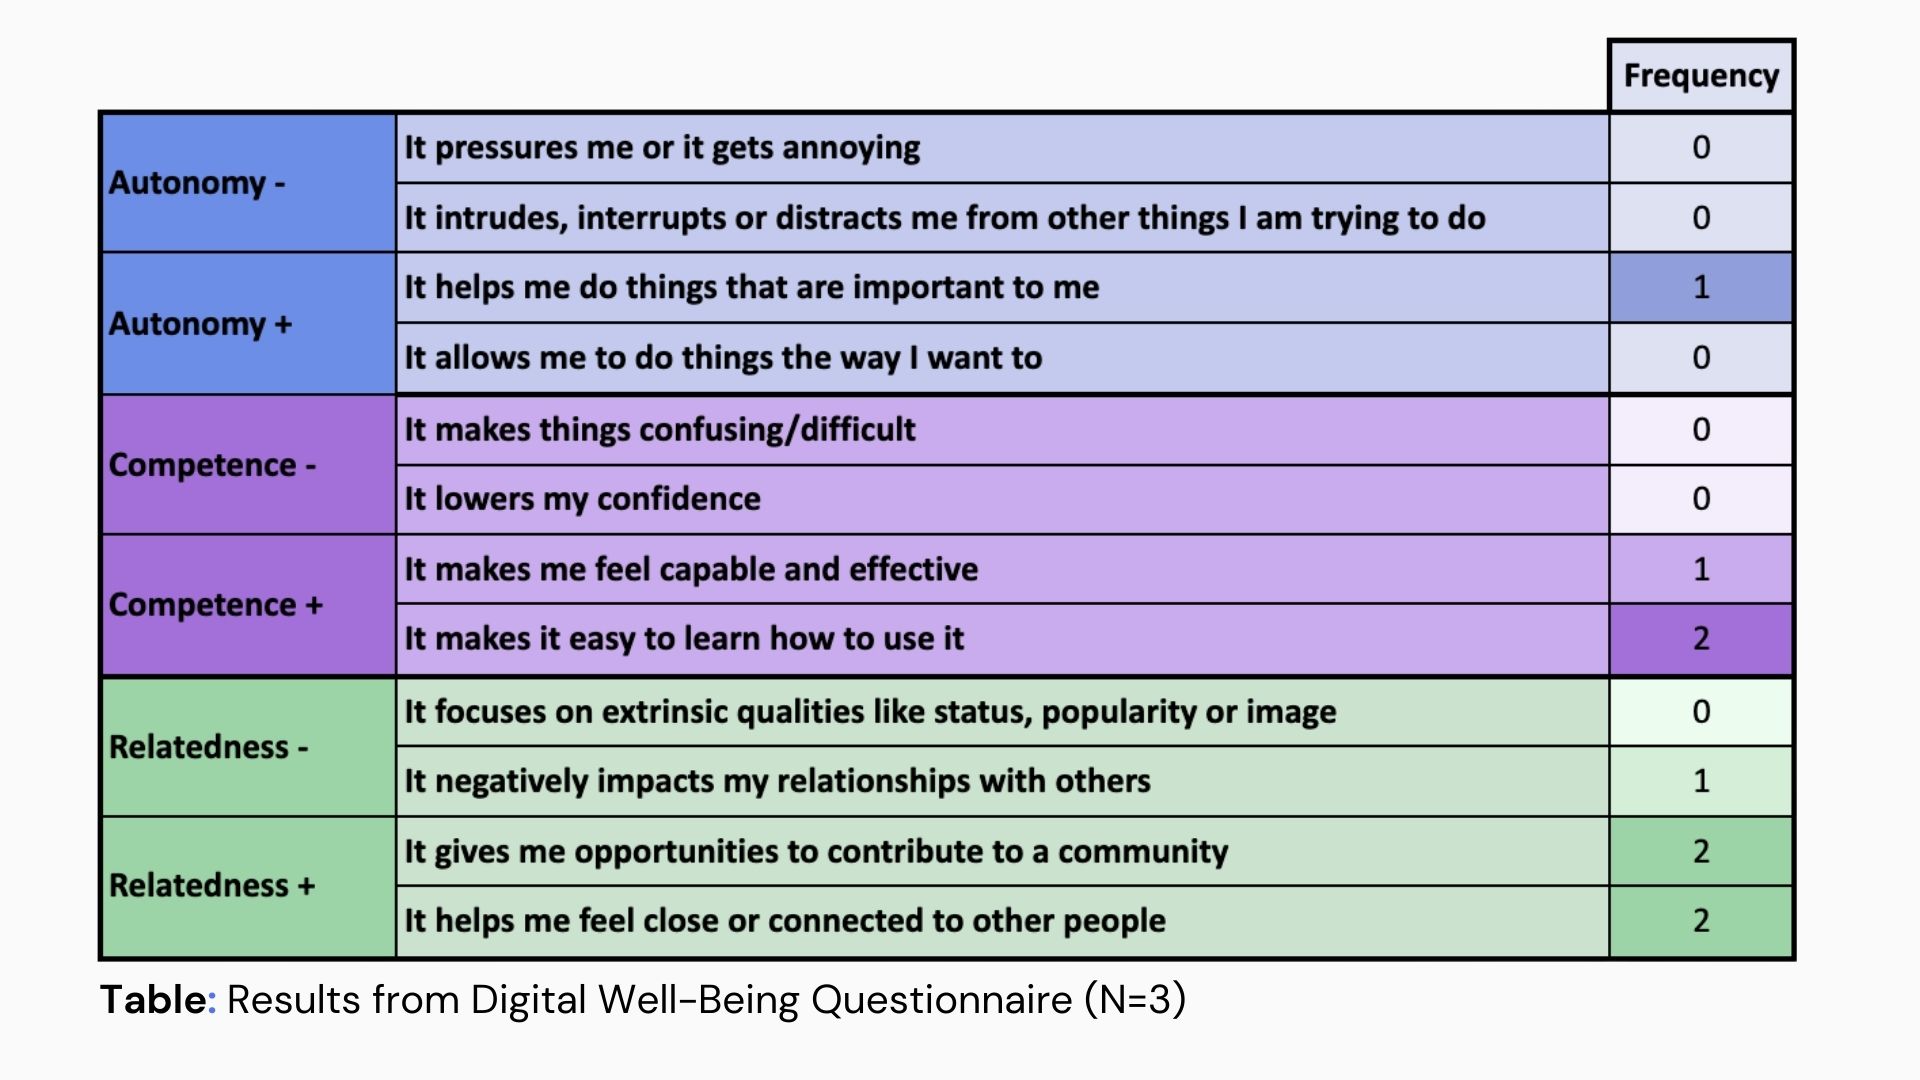 Frequency
Autonomy -
It pressures me or it gets annoying
0
It intrudes, interrupts or distracts me from other things I am trying to do
0
Autonomy +
It helps me do things that are important to me
1
It allows me to do things the way I want to
0
Competence -
It makes things confusing/difficult
0
It lowers my confidence
0
Competence +
It makes me feel capable and effective
1
It makes it easy to learn how to use it
2
Relatedness -
It focuses on extrinsic qualities like status, popularity or image
0
It negatively impacts my relationships with others
1
Relatedness +
It gives me opportunities to contribute to a community
2
It helps me feel close or connected to other people
2
Table: Results from Digital Well-Being Questionnaire (N=3)